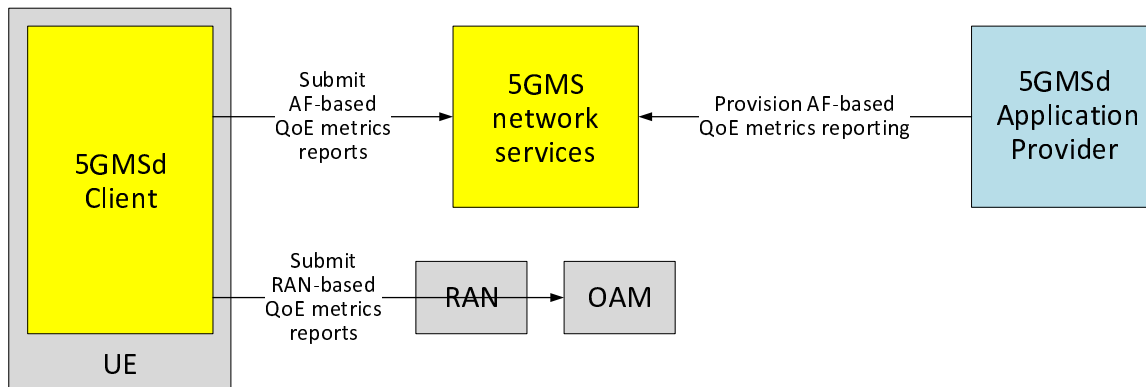 5GMSd
Client
UE
Submit
AF-based
QoE metrics
reports
5GMS
network
services
Provision AF-based
QoE metrics reporting
5GMSd
Application
Provider
Submit
RAN-based
QoE metrics
reports
RAN
OAM